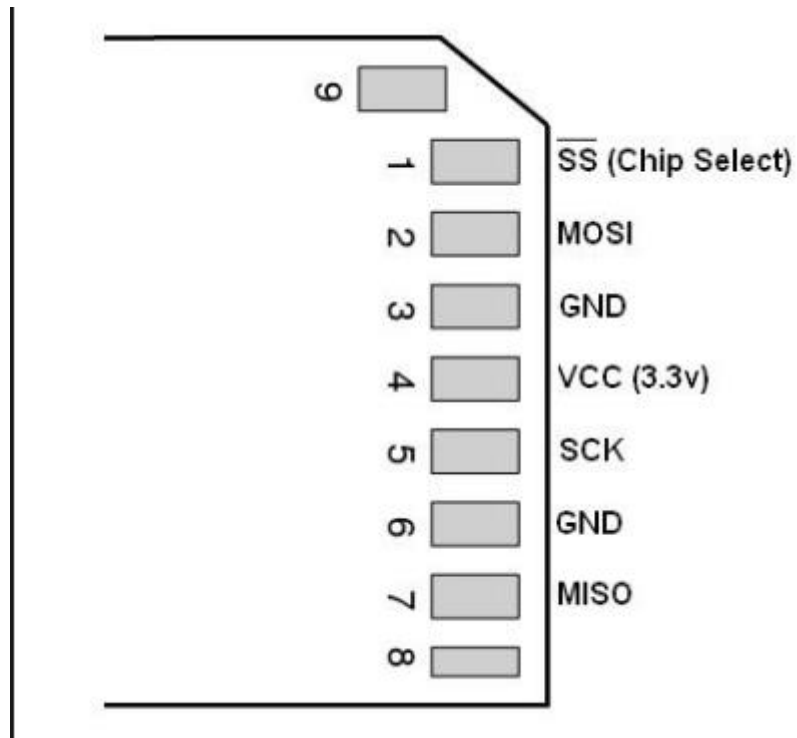 9
1 SS (Chip Select)
2 MOSI
3 GND
4 VCC (3.3v)
5 SCK
6 GND
7 MISO
8